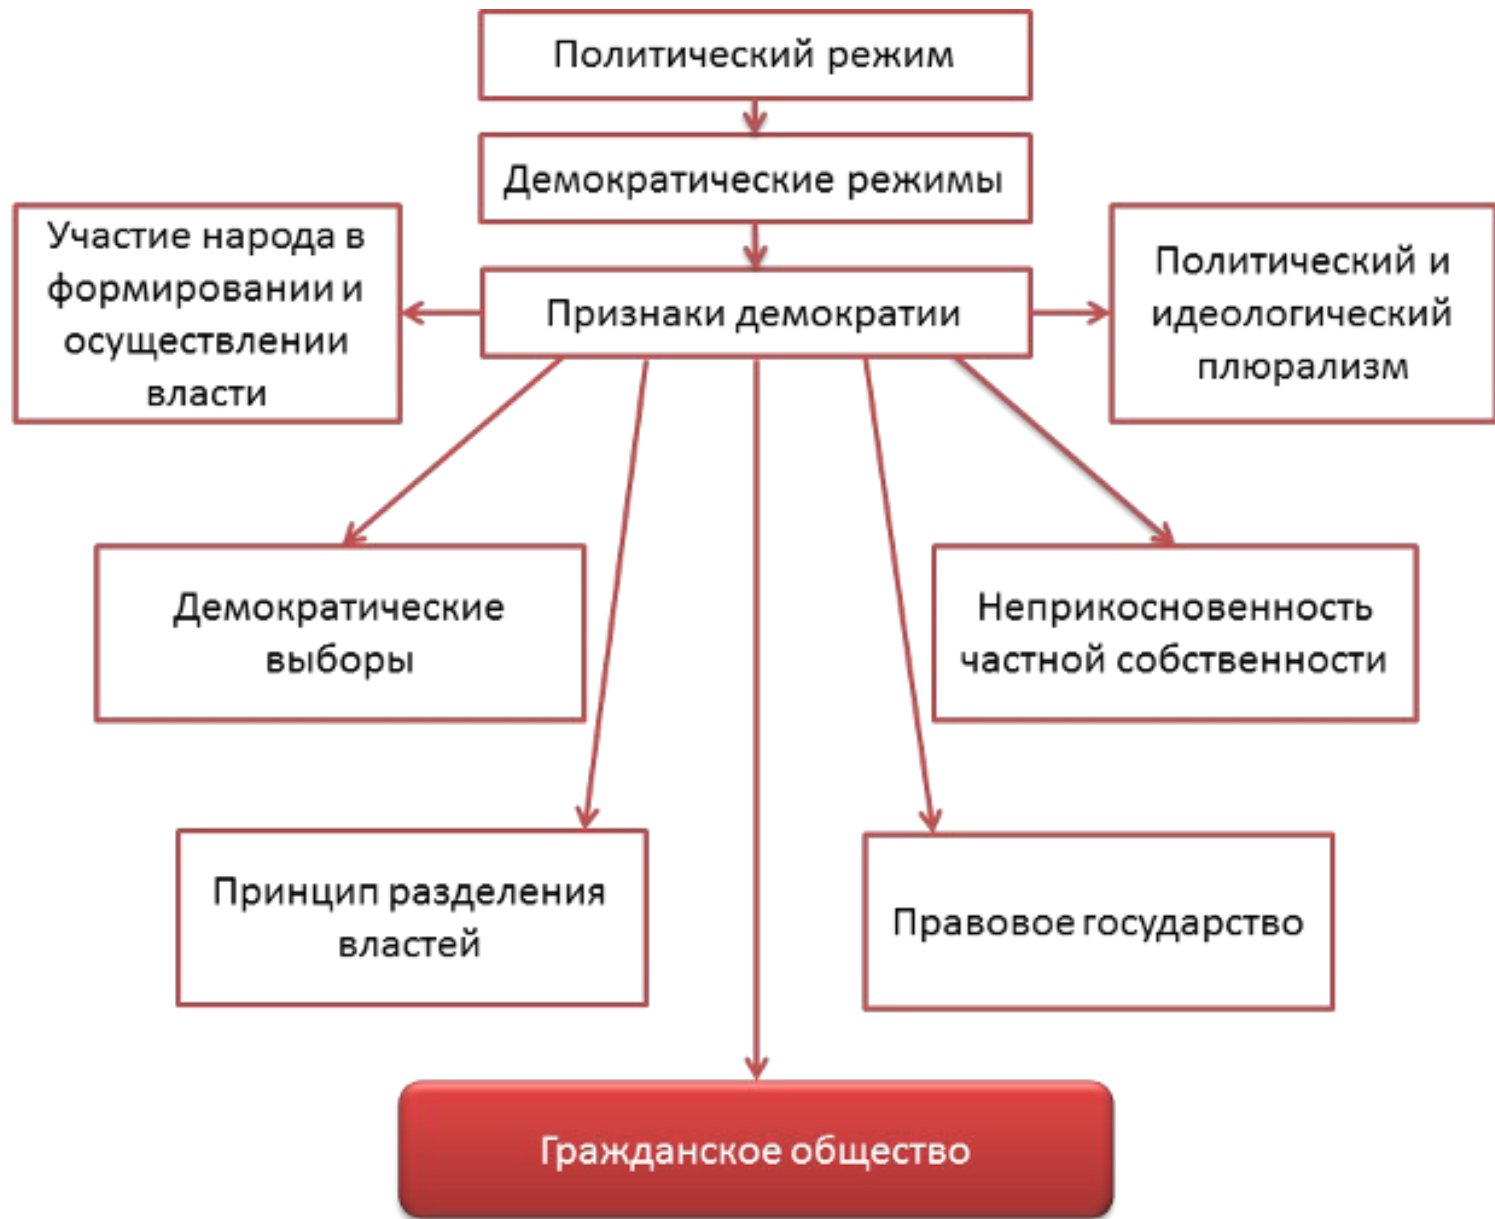 Политический режим
Демократические режимы
Участие народа в
формировании и
осуществлении
власти
Признаки демократии
Политический и
идеологический
плюрализм
Демократические
выборы
Неприкосновенность
частной собственности
Принцип разделения
властей
Правовое государство
Гражданское общество